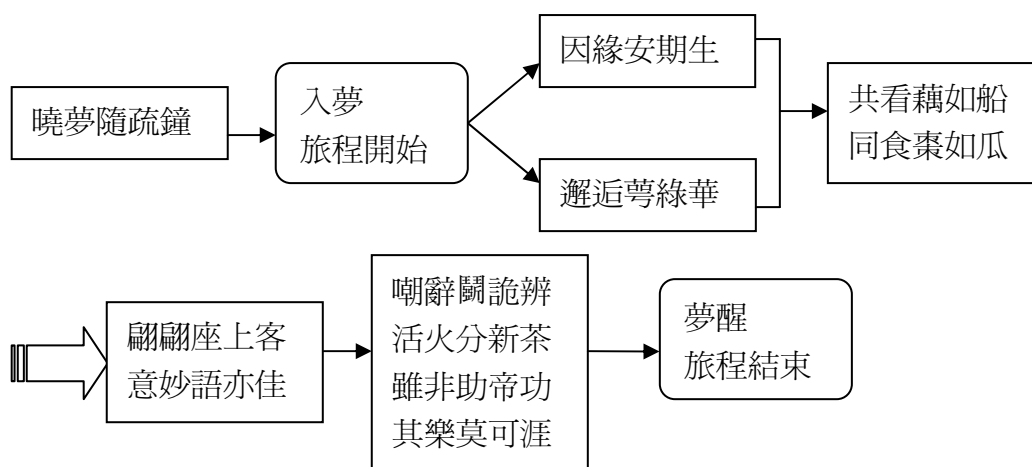 曉夢隨疏鐘
入夢
旅程開始
因緣安期生
邂逅萼綠華
共看藕如船
同食棗如瓜
翩翩座上客
意妙語亦佳
嘲辭鬬詭辨
活火分新茶
雖非助帝功
其樂莫可涯
夢醒
旅程結束